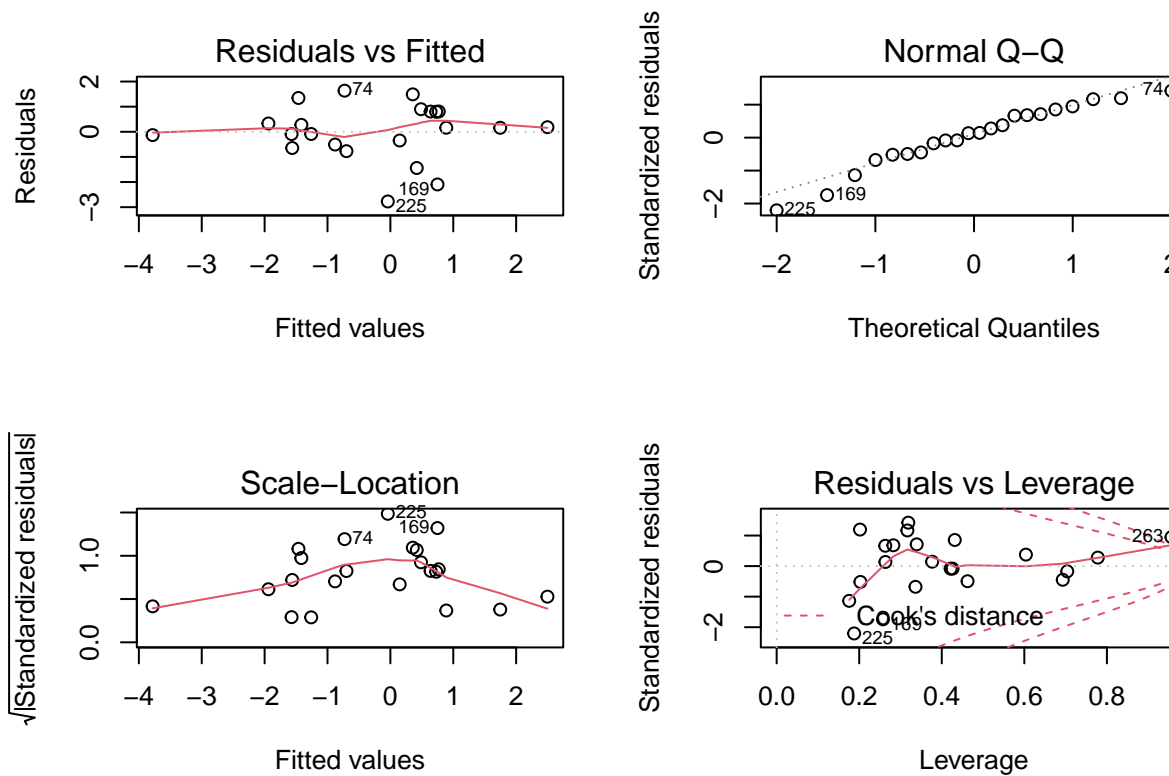 Residuals vs Fitted
Residuals
2
0
−3
74
169
225
−4 −3 −2 −1 0 1 2
Fitted values
Normal Q−Q
Standardized residuals
0
−2
74
169
225
−2 −1 0 1 2
Theoretical Quantiles
Scale−Location
√|Standardized residuals|
1.0
0.0
225
169
74
−4 −3 −2 −1 0 1 2
Fitted values
Residuals vs Leverage
Standardized residuals
0
−2
263
Cook's distance
169
225
0.0 0.2 0.4 0.6 0.8
Leverage